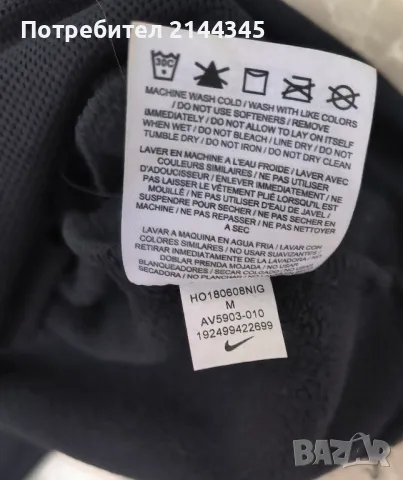 Потребител 2144345
30C
MACHINE WASH COLD / WASH WITH LIKE COLORS
/ DO NOT USE SOFTENERS / REMOVE
PROMPTLY / DO NOT ALLOW TO LAY ON ITSELF
WHEN WET / DO NOT BLEACH / LINE DRY / DO NOT
TUMBLE DRY / DO NOT IRON / DO NOT DRY CLEAN
LAVER EN MACHINE A L'EAU FROIDE / LAVER AVEC
COULEURS SIMILAIRES / NE PAS UTILISER
D'ADOUCISSEUR / ENLEVER IMMEDIATEMENT / NE
PAS LAISSER LE VÊTEMENT PLIÉ LORSQU'IL EST
MOUILLÉ / NE PAS UTILISER D'EAU DE JAVEL /
SUSPENDRE POUR SECHER / NE PAS SECHER EN
MACHINE / NE PAS REPASSER / NE PAS NETTOYER
A SEC
LAVAR A MAQUINA EN AGUA FRIA / LAVAR CON
COLORES SIMILARES / NO USAR SUAVIZANTES /
RETIRAR INMEDIATAMENTE DE LA LAVADORA / NO
DOBLAR PRENDA MOJADA / NO USAR
BLANQUEADORES / SECAR COLGADO
SECADORA / NO PLANCHAR
HO180608NIG
M
AV5903-010
192499422699
BAZAR.BG